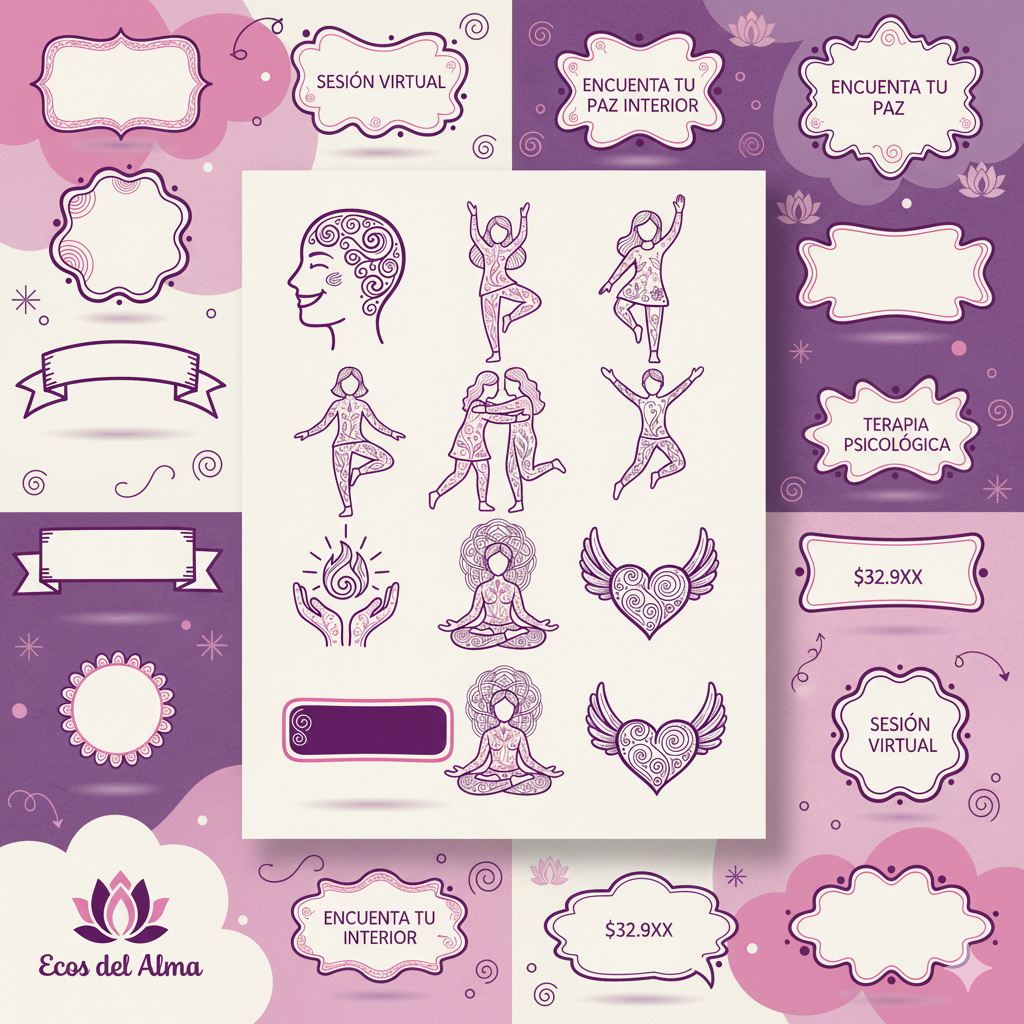 SESIÓN VIRTUAL
ENCUENTA TU
PAZ INTERIOR
ENCUENTA TU
PAZ
TERAPIA
PSICOLÓGICA
$32.9XX
SESIÓN
VIRTUAL
Ecos del Alma
ENCUENTA TU
INTERIOR
$32.9XX